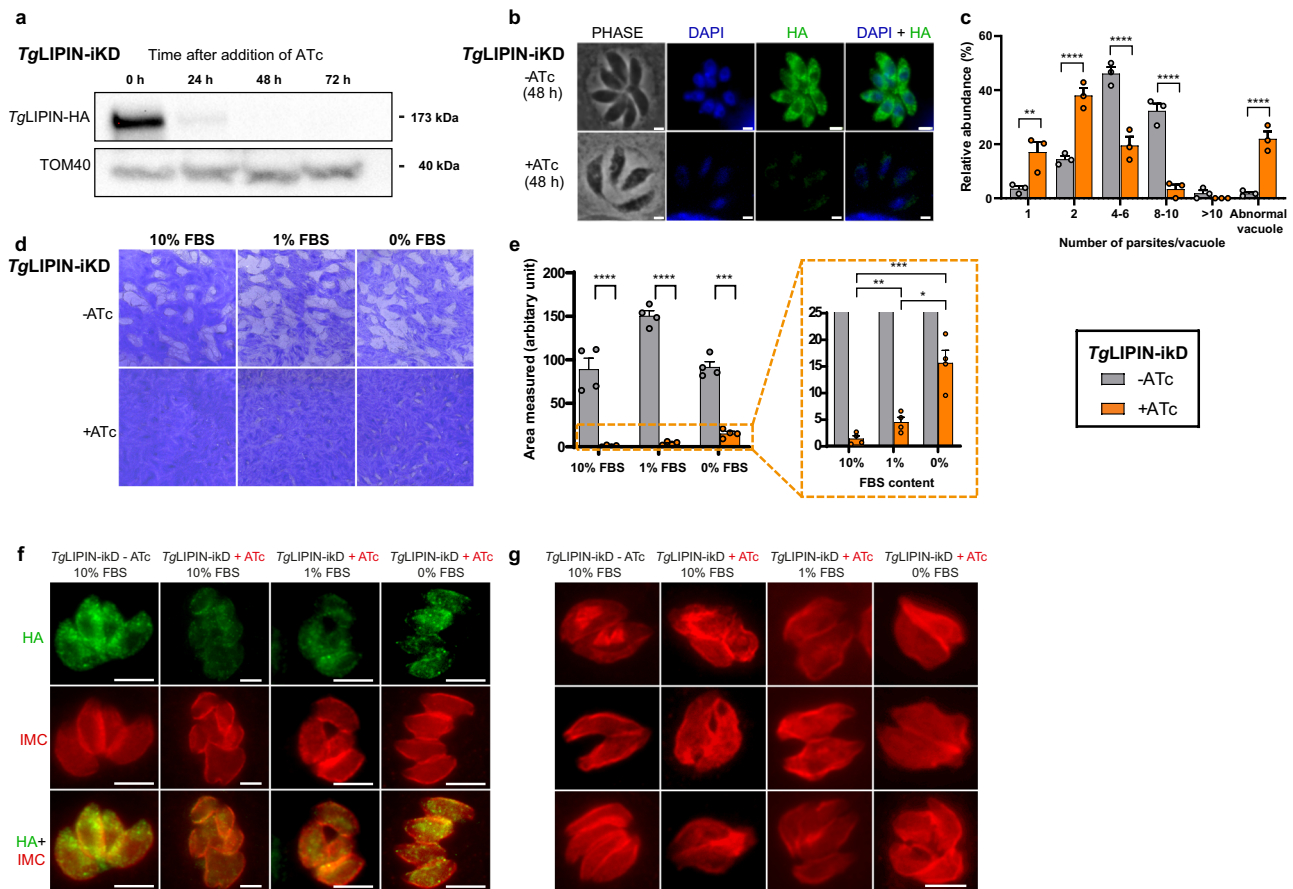 a
TgLIPIN-iKD
Time after addition of ATc
0 h 24 h 48 h 72 h
TgLIPIN-HA
- 173 kDa
TOM40
- 40 kDa
b
TgLIPIN-iKD
PHASE DAPI HA DAPI + HA
-ATc
(48 h)
+ATc
(48 h)
c
Relative abundance (%)
60
40
20
0
** **** **** **** ****
1 2 4-6 8-10 >10 Abnormal
vacuole
Number of parsites/vacuole
TgLIPIN-ikD
-ATc
+ATc
d
TgLIPIN-iKD
10% FBS 1% FBS 0% FBS
-ATc
+ATc
e
Area measured (arbitary unit)
200
150
100
50
0
**** **** ***
10% FBS 1% FBS 0% FBS
***
**
*
25
20
15
10
5
0
10% 1% 0%
FBS content
f
TgLIPIN-ikD - ATc TgLIPIN-ikD + ATc TgLIPIN-ikD + ATc TgLIPIN-ikD + ATc
10% FBS 10% FBS 1% FBS 0% FBS
HA
IMC
HA+
IMC
g
TgLIPIN-ikD - ATc TgLIPIN-ikD + ATc TgLIPIN-ikD + ATc TgLIPIN-ikD + ATc
10% FBS 10% FBS 1% FBS 0% FBS